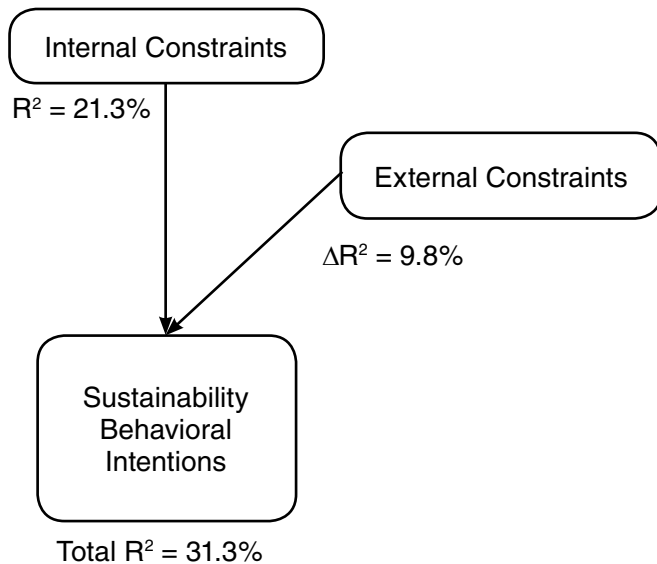 Internal Constraints
R² = 21.3%
External Constraints
ΔR² = 9.8%
Sustainability
Behavioral
Intentions
Total R² = 31.3%